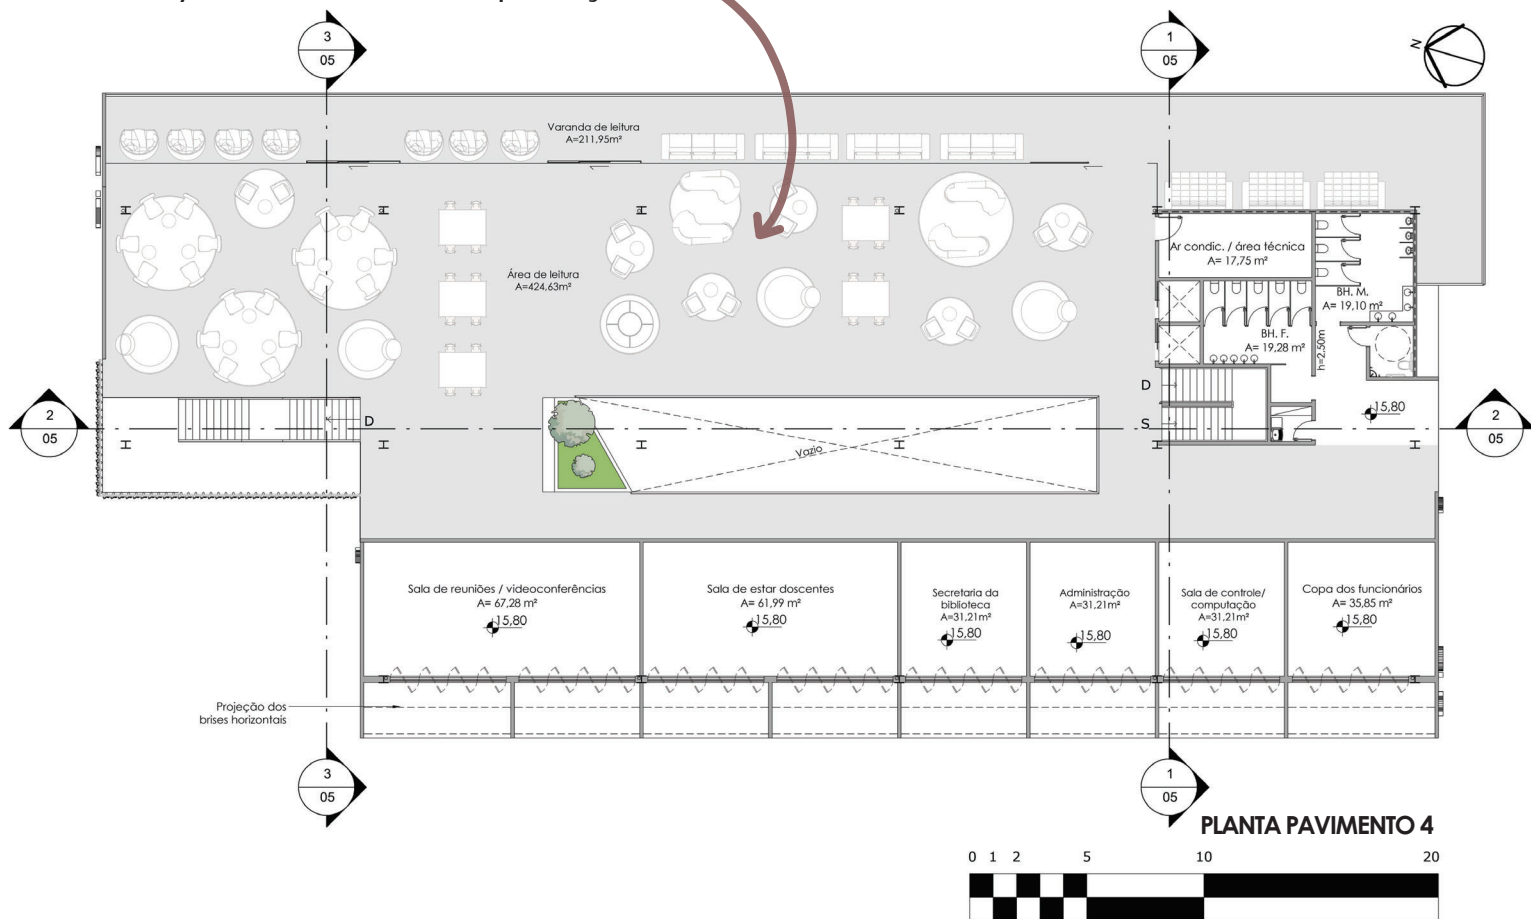 3
05
1
05
N
Varanda de leitura
A=211,95m²
Ar condic. / área técnica
A= 17,75 m²
Área de leitura
A=424,63m²
BH. M.
A= 19,10 m²
BH. F.
A= 19,28 m²
h=2.50m
D
S
D
15,80
2
05
2
05
Vazio
Sala de reuniões / videoconferências
A= 67,28 m²
15,80
Sala de estar doscentes
A= 61,99 m²
15,80
Secretaria da
biblioteca
A=31,21m²
15,80
Administração
A=31,21m²
15,80
Sala de controle/
computação
A=31,21m²
15,80
Copa dos funcionários
A= 35,85 m²
15,80
Projeção dos
brises horizontais
3
05
1
05
PLANTA PAVIMENTO 4
0 1 2 5 10 20